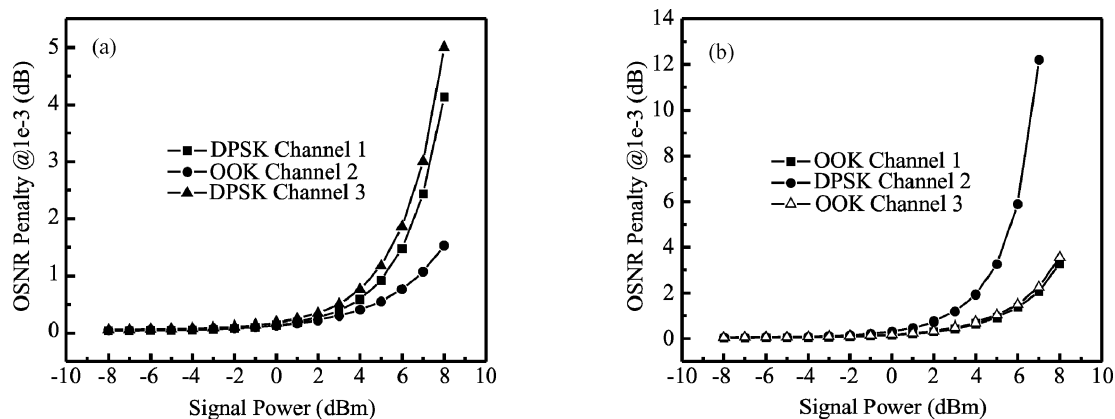 (a)
OSNR Penalty @1e-3 (dB)
5
4
3
2
1
0
DPSK Channel 1
OOK Channel 2
DPSK Channel 3
-10 -8 -6 -4 -2 0 2 4 6 8 10
Signal Power (dBm)
(b)
OSNR Penalty @1e-3 (dB)
14
12
10
8
6
4
2
0
OOK Channel 1
DPSK Channel 2
OOK Channel 3
-10 -8 -6 -4 -2 0 2 4 6 8 10
Signal Power (dBm)